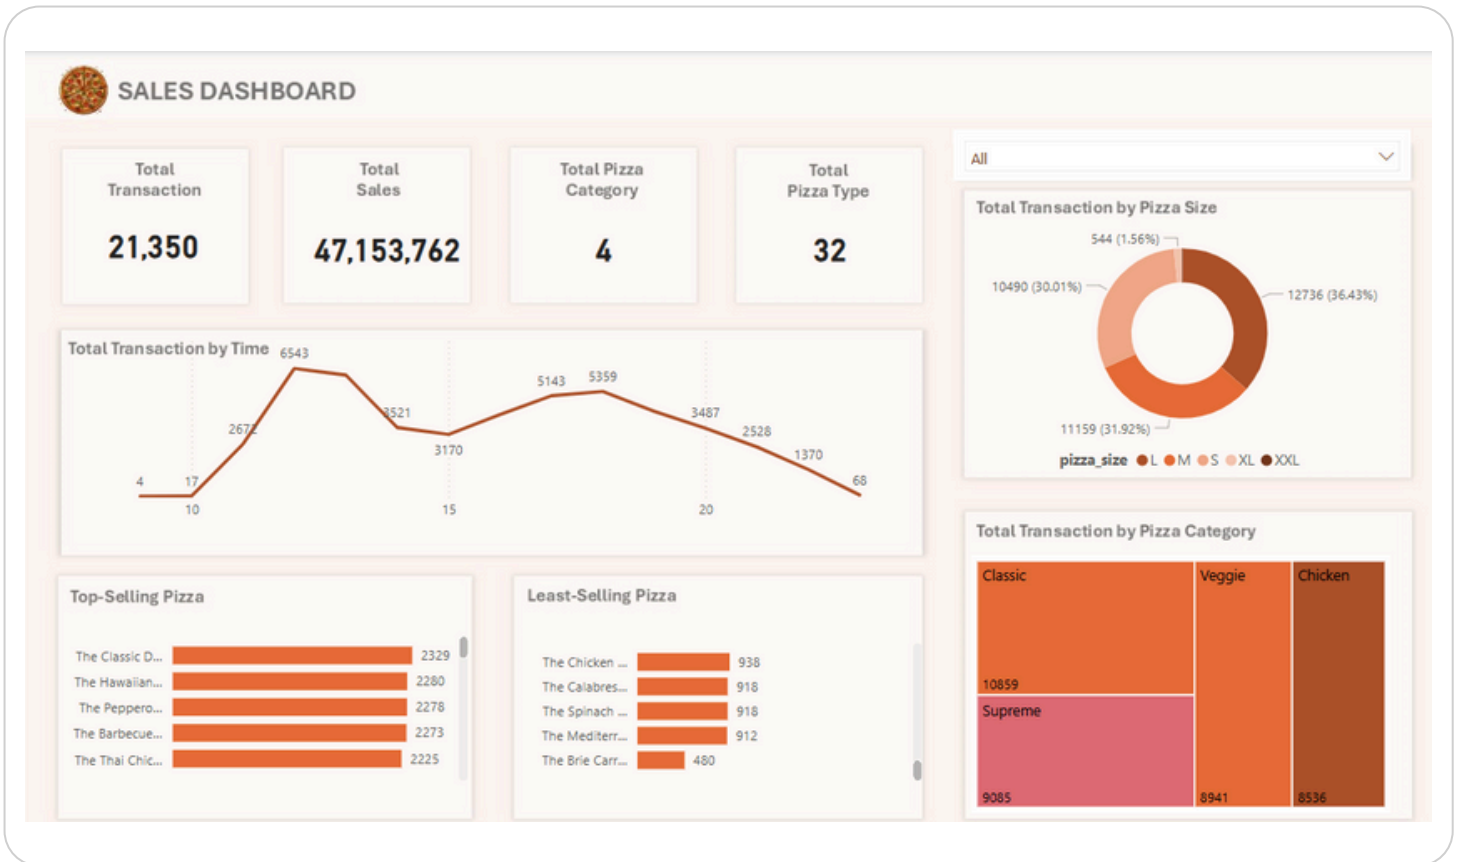 SALES DASHBOARD
Total
Transaction
21,350
Total
Sales
47,153,762
Total Pizza
Category
4
Total
Pizza Type
32
All
Total Transaction by Pizza Size
544 (1.56%)
10490 (30.01%)
12736 (36.43%)
11159 (31.92%)
pizza_size L M S XL XXL
Total Transaction by Time
6543
5143
5359
3521
3487
2672
3170
2528
1370
4
17
68
10
15
20
Top-Selling Pizza
The Classic D... 2329
The Hawaiian... 2280
The Peppero... 2278
The Barbecue... 2273
The Thai Chic... 2225
Least-Selling Pizza
The Chicken ... 938
The Calabres... 918
The Spinach ... 918
The Mediterr... 912
The Brie Carr... 480
Total Transaction by Pizza Category
Classic
10859
Supreme
9085
Veggie
8941
Chicken
8536